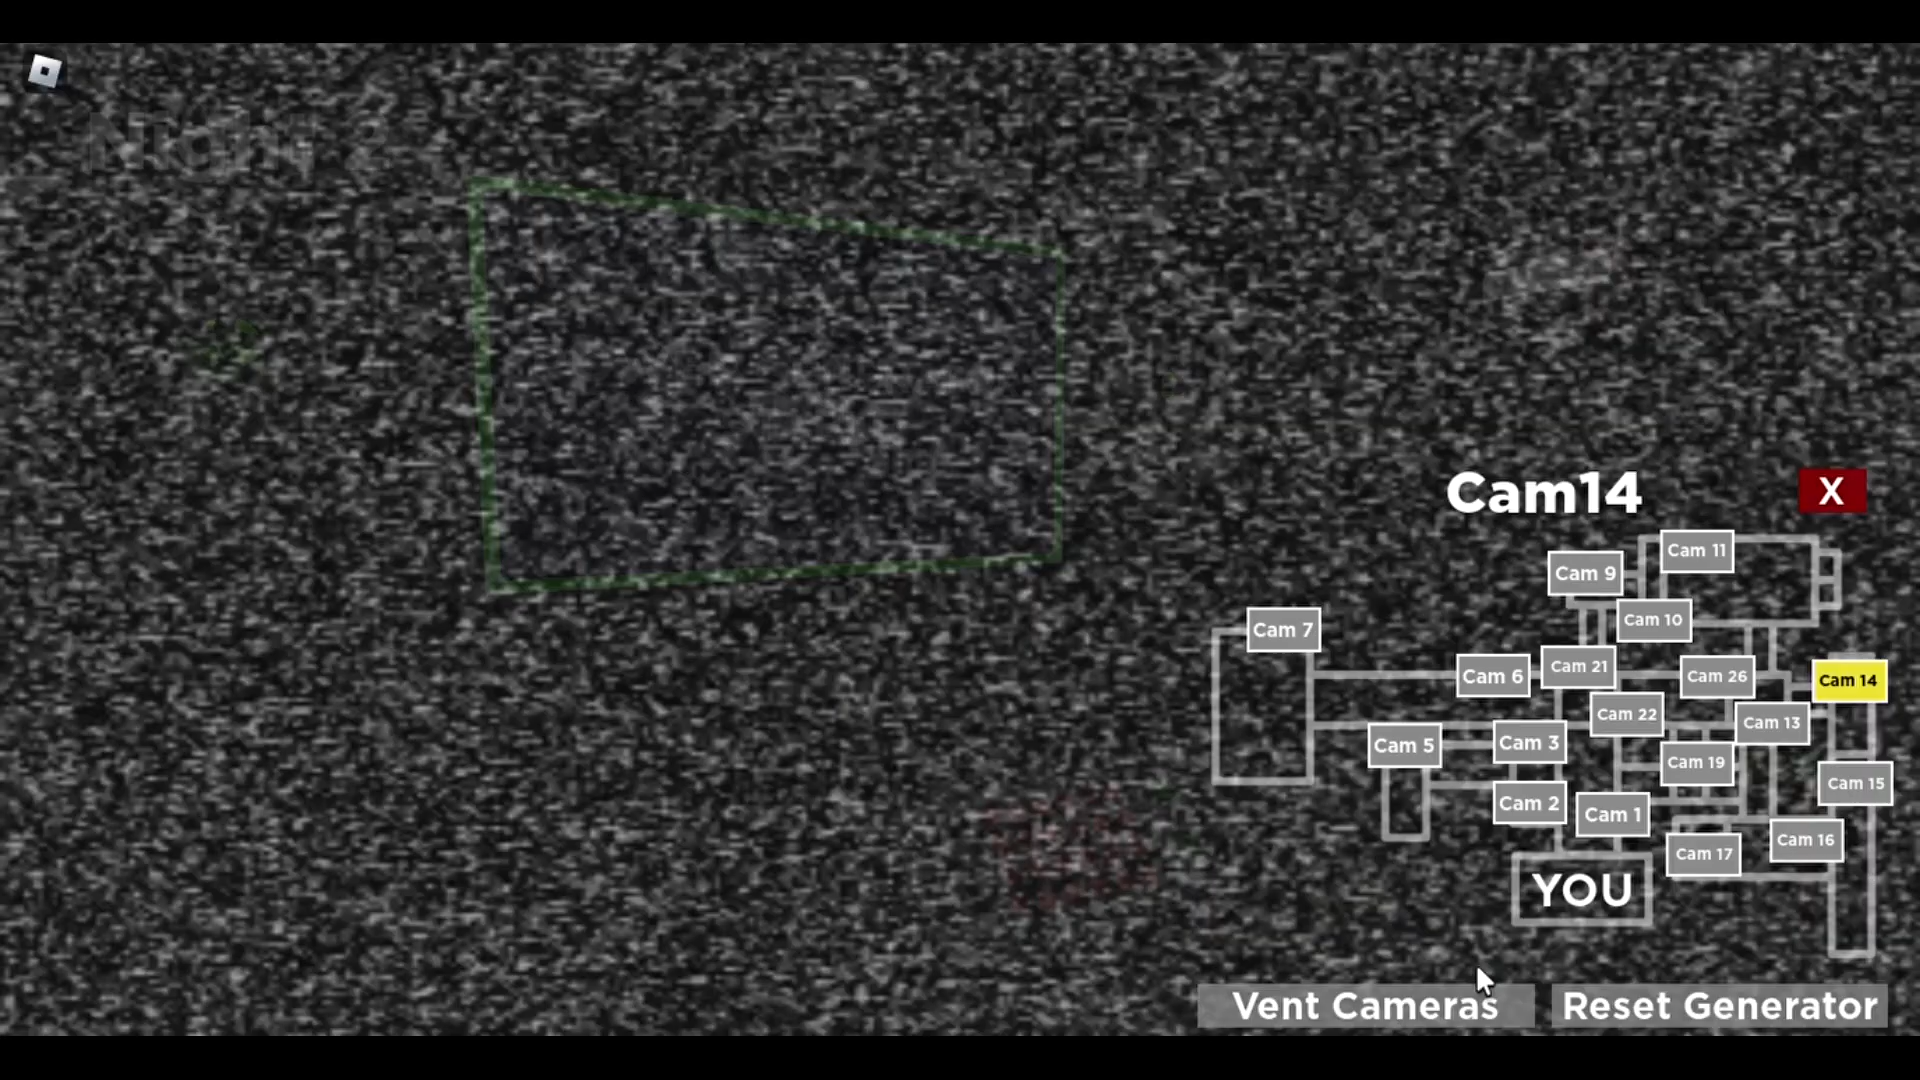 Night 2
Cam14
X
Cam 11
Cam 9
Cam 10
Cam 7
Cam 21
Cam 6
Cam 26
Cam 14
Cam 22
Cam 13
Cam 3
Cam 5
Cam 19
Cam 15
Cam 2
Cam 1
Cam 16
Cam 17
YOU
Vent Cameras
Reset Generator